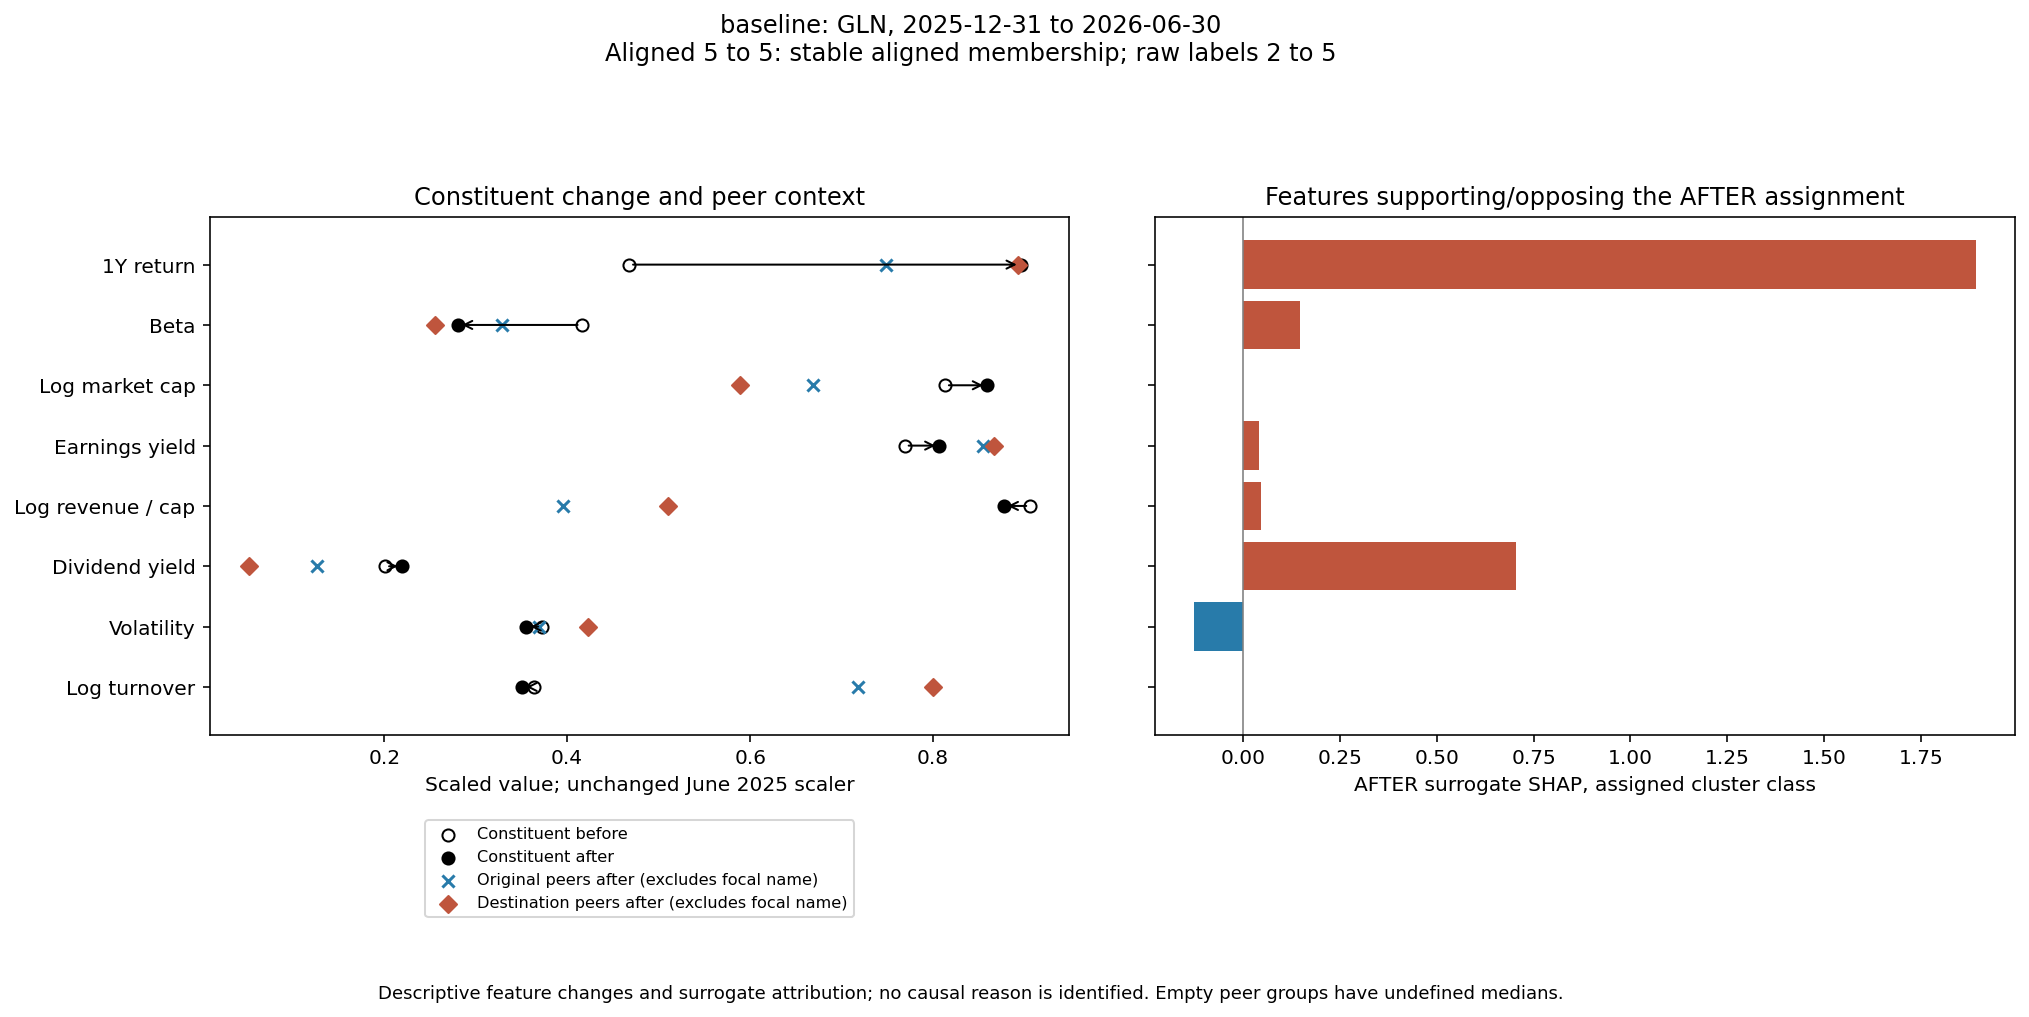 baseline: GLN, 2025-12-31 to 2026-06-30
Aligned 5 to 5: stable aligned membership; raw labels 2 to 5
Constituent change and peer context
1Y return
Beta
Log market cap
Earnings yield
Log revenue / cap
Dividend yield
Volatility
Log turnover
0.2 0.4 0.6 0.8
Scaled value; unchanged June 2025 scaler
Constituent before
Constituent after
Original peers after (excludes focal name)
Destination peers after (excludes focal name)
Features supporting/opposing the AFTER assignment
0.00 0.25 0.50 0.75 1.00 1.25 1.50 1.75
AFTER surrogate SHAP, assigned cluster class
Descriptive feature changes and surrogate attribution; no causal reason is identified. Empty peer groups have undefined medians.